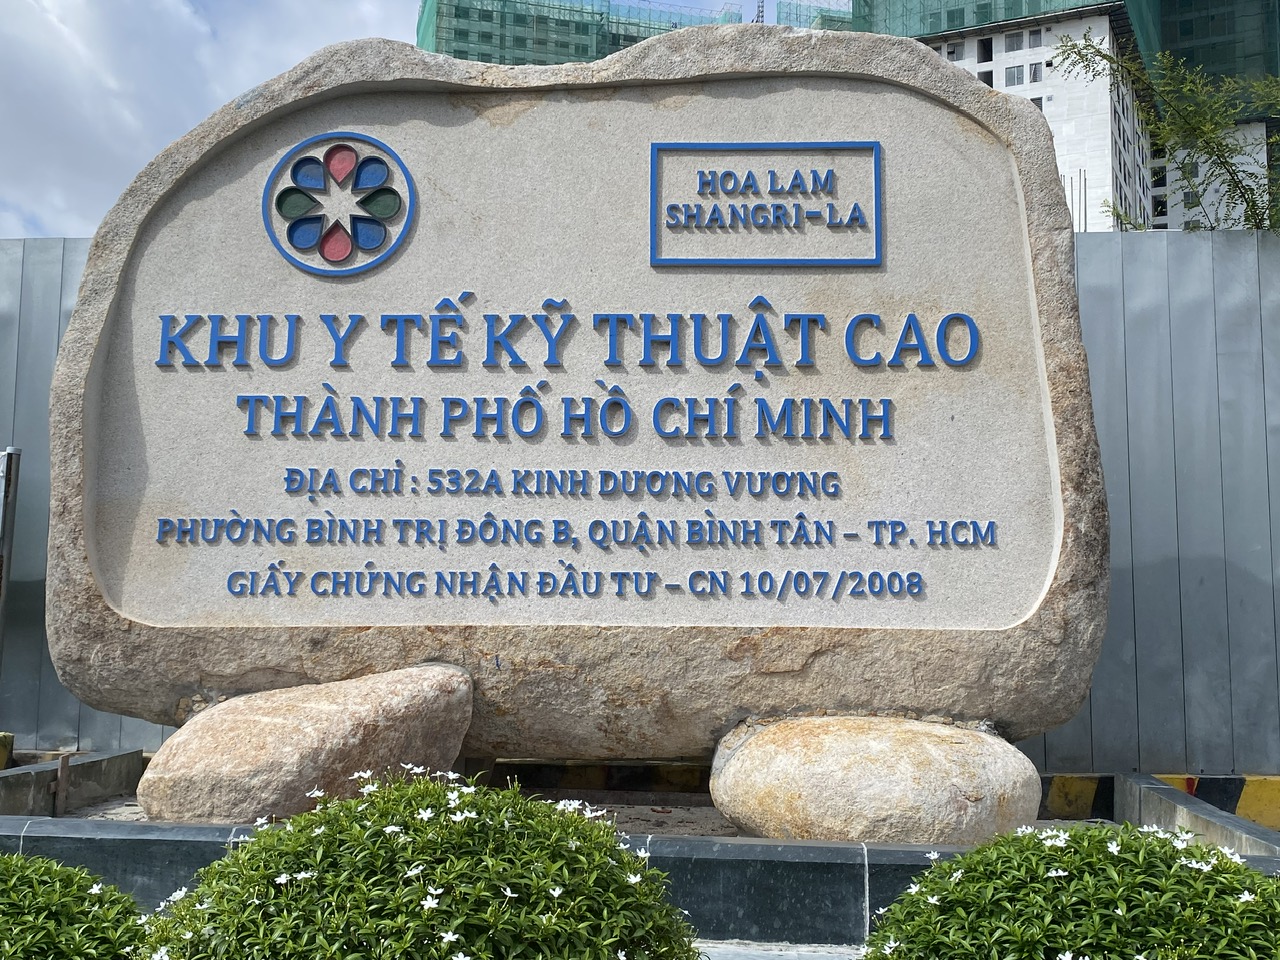 HOA LAM
SHANGRI-LA
KHU Y TẾ KỸ THUẬT CAO
THÀNH PHỐ HỒ CHÍ MINH
ĐỊA CHỈ : 532A KINH DƯƠNG VƯƠNG
PHƯỜNG BÌNH TRỊ ĐÔNG B, QUẬN BÌNH TÂN – TP. HCM
GIẤY CHỨNG NHẬN ĐẦU TƯ – CN 10/07/2008